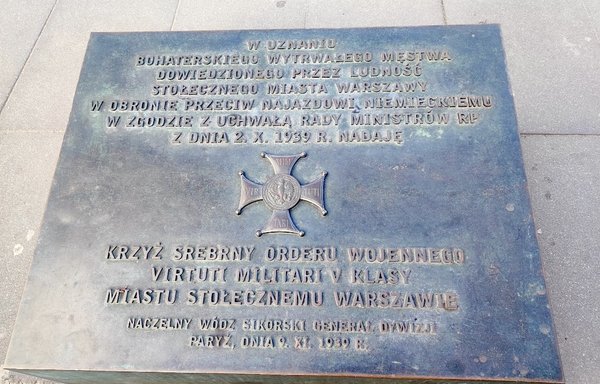 W UZNANIU
BOHATERSKIEGO WYTRWAŁEGO MĘSTWA
DOWIEDZIONEGO PRZEZ LUDNOŚĆ
STOŁECZNEGO MIASTA WARSZAWY
W OBRONIE PRZECIW NAJAZDOWI NIEMIECKIEMU
W ZGODZIE Z UCHWAŁĄ RADY MINISTRÓW RP
Z DNIA 2. X. 1939 R. NADAJĘ
KRZYŻ SREBRNY ORDERU WOJENNEGO
VIRTUTI MILITARI V KLASY
MIASTU STOŁECZNEMU WARSZAWIE
NACZELNY WÓDZ SIKORSKI GENERAŁ DYWIZJI
PARYŻ, DNIA 9. XI. 1939 R.